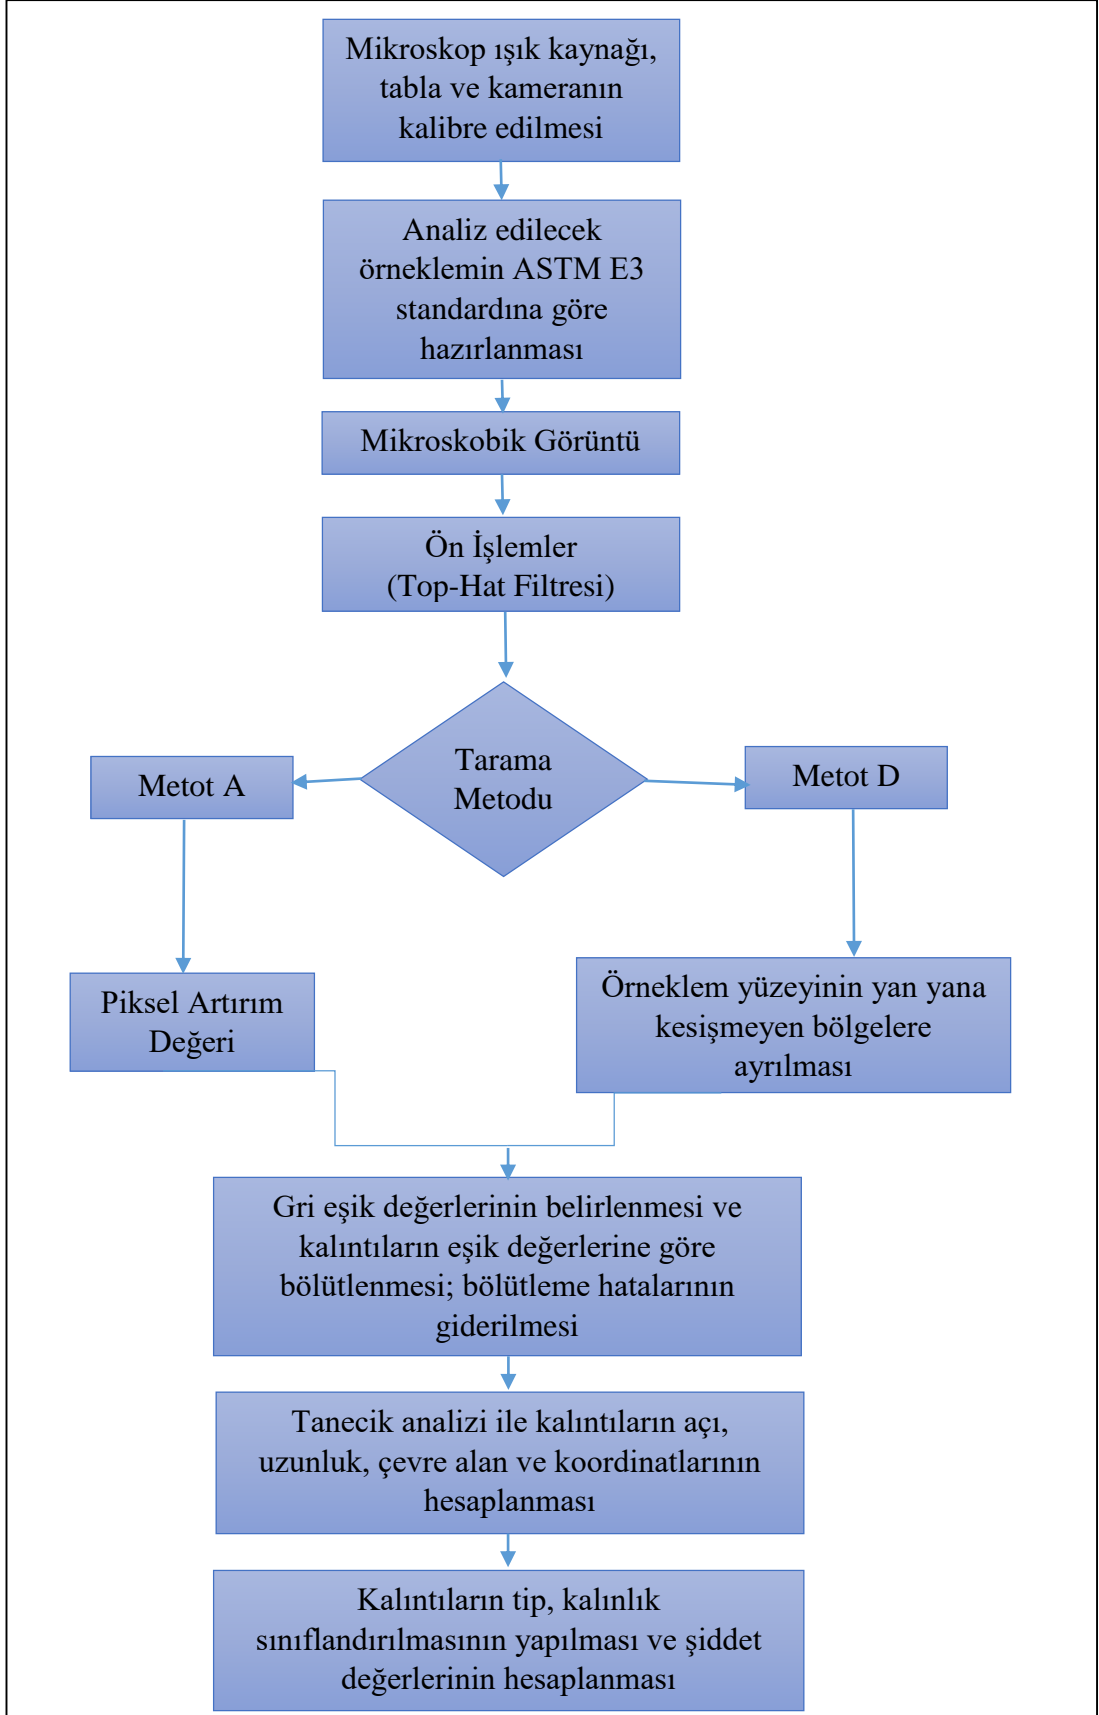 Mikroskop ışık kaynağı,
tabla ve kameranın
kalibre edilmesi
Analiz edilecek
örneklemin ASTM E3
standardına göre
hazırlanması
Mikroskobik Görüntü
Ön İşlemler
(Top-Hat Filtresi)
Tarama
Metodu
Metot A
Metot D
Piksel Artırım
Değeri
Örneklem yüzeyinin yan yana
kesişmeyen bölgelere
ayrılması
Gri eşik değerlerinin belirlenmesi ve
kalıntıların eşik değerlerine göre
bölütlenmesi; bölütleme hatalarının
giderilmesi
Tanecik analizi ile kalıntıların açı,
uzunluk, çevre alan ve koordinatlarının
hesaplanması
Kalıntıların tip, kalınlık
sınıflandırılmasının yapılması ve şiddet
değerlerinin hesaplanması